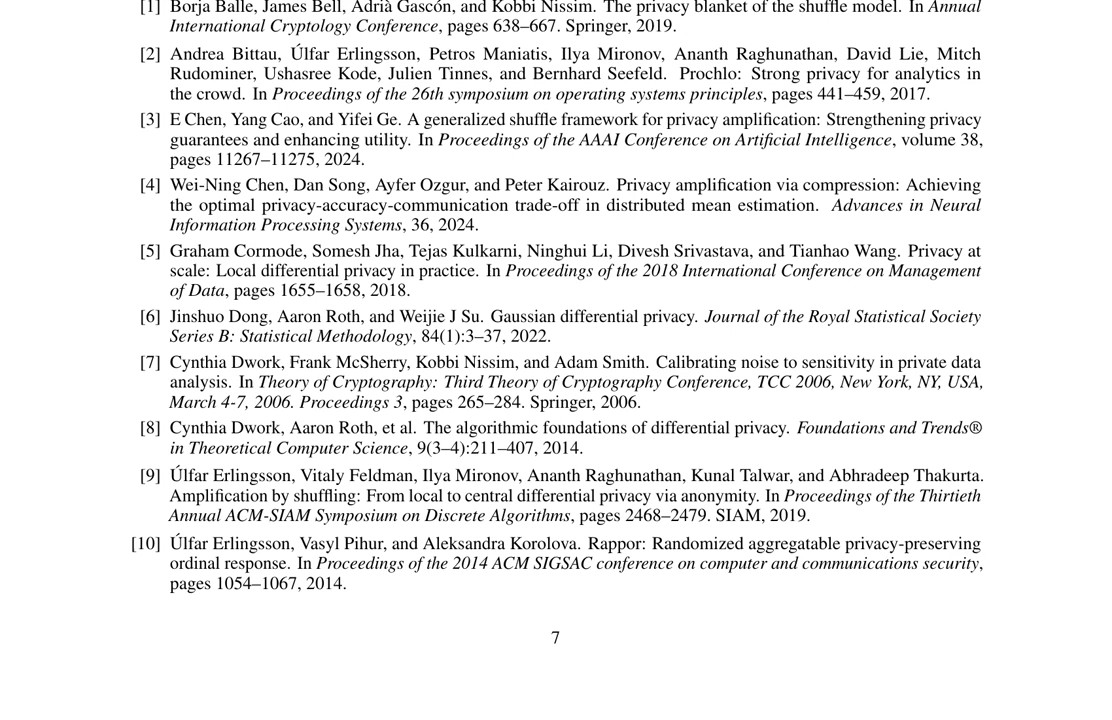 [1] Borja Balle, James Bell, Adrià Gascón, and Kobbi Nissim. The privacy blanket of the shuffle model. In Annual
International Cryptology Conference, pages 638–667. Springer, 2019.
[2] Andrea Bittau, Úlfar Erlingsson, Petros Maniatis, Ilya Mironov, Ananth Raghunathan, David Lie, Mitch
Rudominer, Ushasree Kode, Julien Tinnes, and Bernhard Seefeld. Prochlo: Strong privacy for analytics in
the crowd. In Proceedings of the 26th symposium on operating systems principles, pages 441–459, 2017.
[3] E Chen, Yang Cao, and Yifei Ge. A generalized shuffle framework for privacy amplification: Strengthening privacy
guarantees and enhancing utility. In Proceedings of the AAAI Conference on Artificial Intelligence, volume 38,
pages 11267–11275, 2024.
[4] Wei-Ning Chen, Dan Song, Ayfer Ozgur, and Peter Kairouz. Privacy amplification via compression: Achieving
the optimal privacy-accuracy-communication trade-off in distributed mean estimation. Advances in Neural
Information Processing Systems, 36, 2024.
[5] Graham Cormode, Somesh Jha, Tejas Kulkarni, Ninghui Li, Divesh Srivastava, and Tianhao Wang. Privacy at
scale: Local differential privacy in practice. In Proceedings of the 2018 International Conference on Management
of Data, pages 1655–1658, 2018.
[6] Jinshuo Dong, Aaron Roth, and Weijie J Su. Gaussian differential privacy. Journal of the Royal Statistical Society
Series B: Statistical Methodology, 84(1):3–37, 2022.
[7] Cynthia Dwork, Frank McSherry, Kobbi Nissim, and Adam Smith. Calibrating noise to sensitivity in private data
analysis. In Theory of Cryptography: Third Theory of Cryptography Conference, TCC 2006, New York, NY, USA,
March 4-7, 2006. Proceedings 3, pages 265–284. Springer, 2006.
[8] Cynthia Dwork, Aaron Roth, et al. The algorithmic foundations of differential privacy. Foundations and Trends®
in Theoretical Computer Science, 9(3–4):211–407, 2014.
[9] Úlfar Erlingsson, Vitaly Feldman, Ilya Mironov, Ananth Raghunathan, Kunal Talwar, and Abhradeep Thakurta.
Amplification by shuffling: From local to central differential privacy via anonymity. In Proceedings of the Thirtieth
Annual ACM-SIAM Symposium on Discrete Algorithms, pages 2468–2479. SIAM, 2019.
[10] Úlfar Erlingsson, Vasyl Pihur, and Aleksandra Korolova. Rappor: Randomized aggregatable privacy-preserving
ordinal response. In Proceedings of the 2014 ACM SIGSAC conference on computer and communications security,
pages 1054–1067, 2014.
7